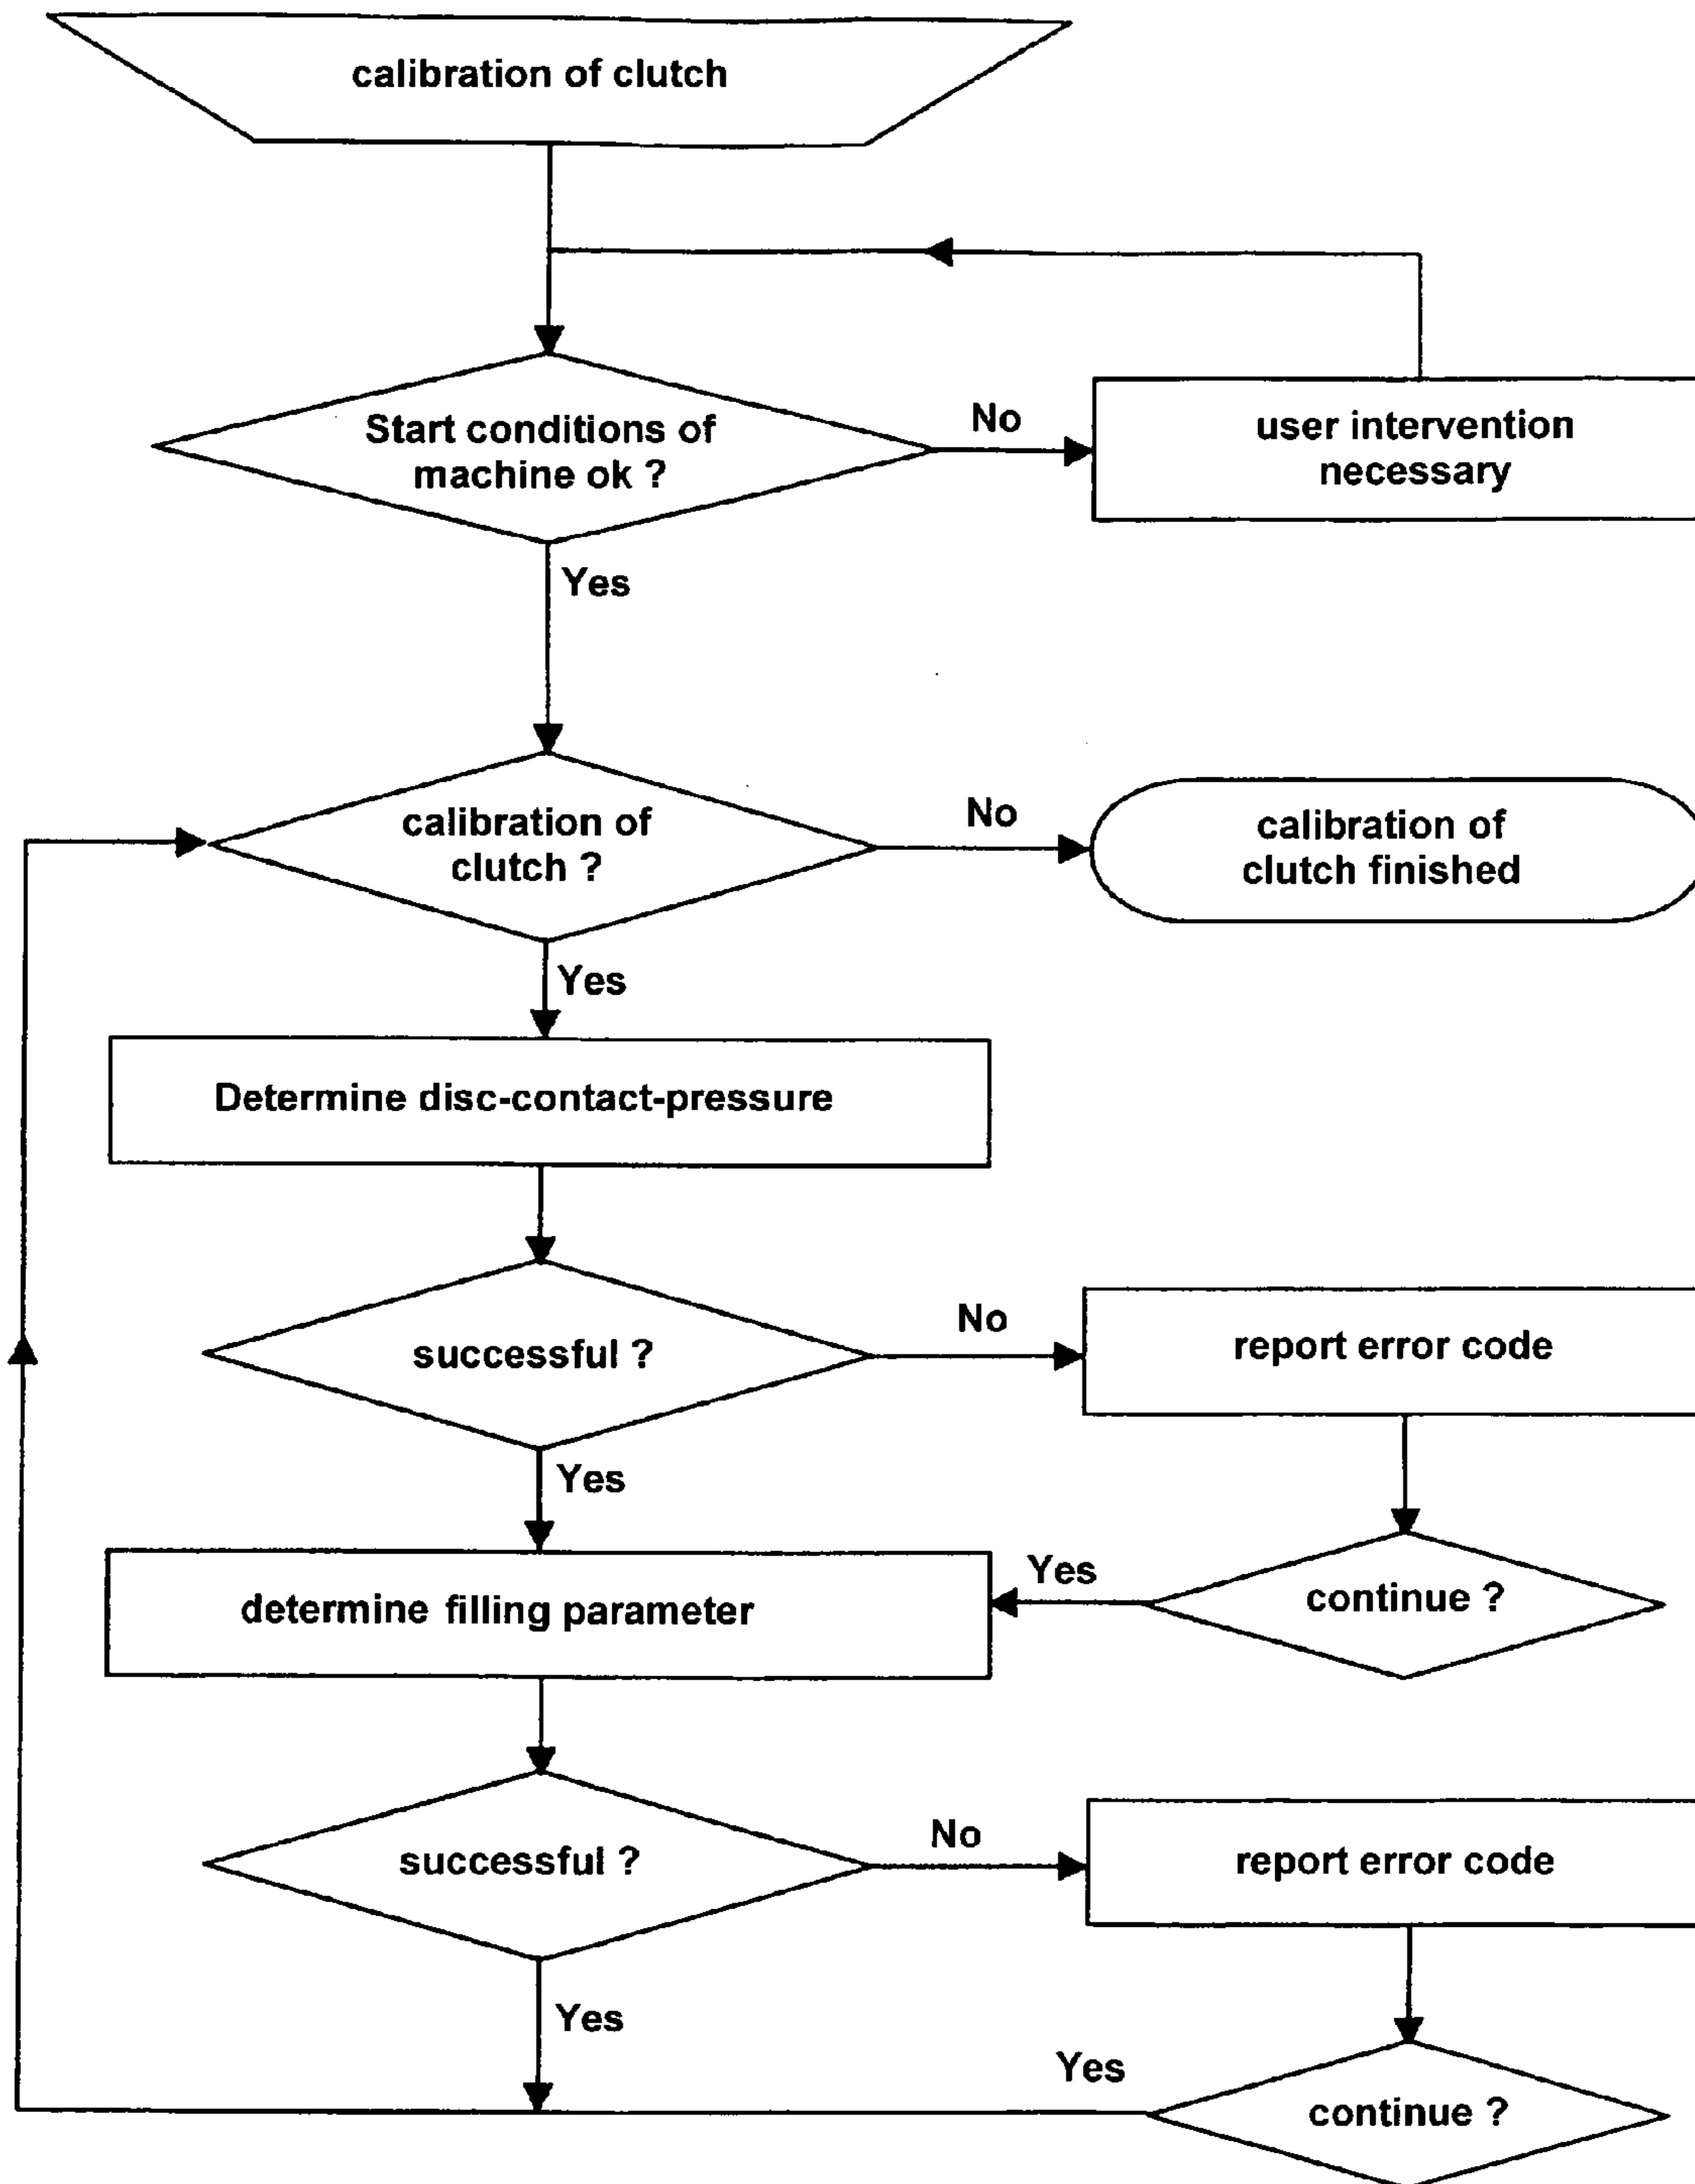 calibration of clutch
Start conditions of
machine ok ?
No
user intervention
necessary
Yes
calibration of
clutch ?
No
calibration of
clutch finished
Yes
Determine disc-contact-pressure
successful ?
No
report error code
Yes
determine filling parameter
Yes
continue ?
successful ?
No
report error code
Yes
Yes
continue ?